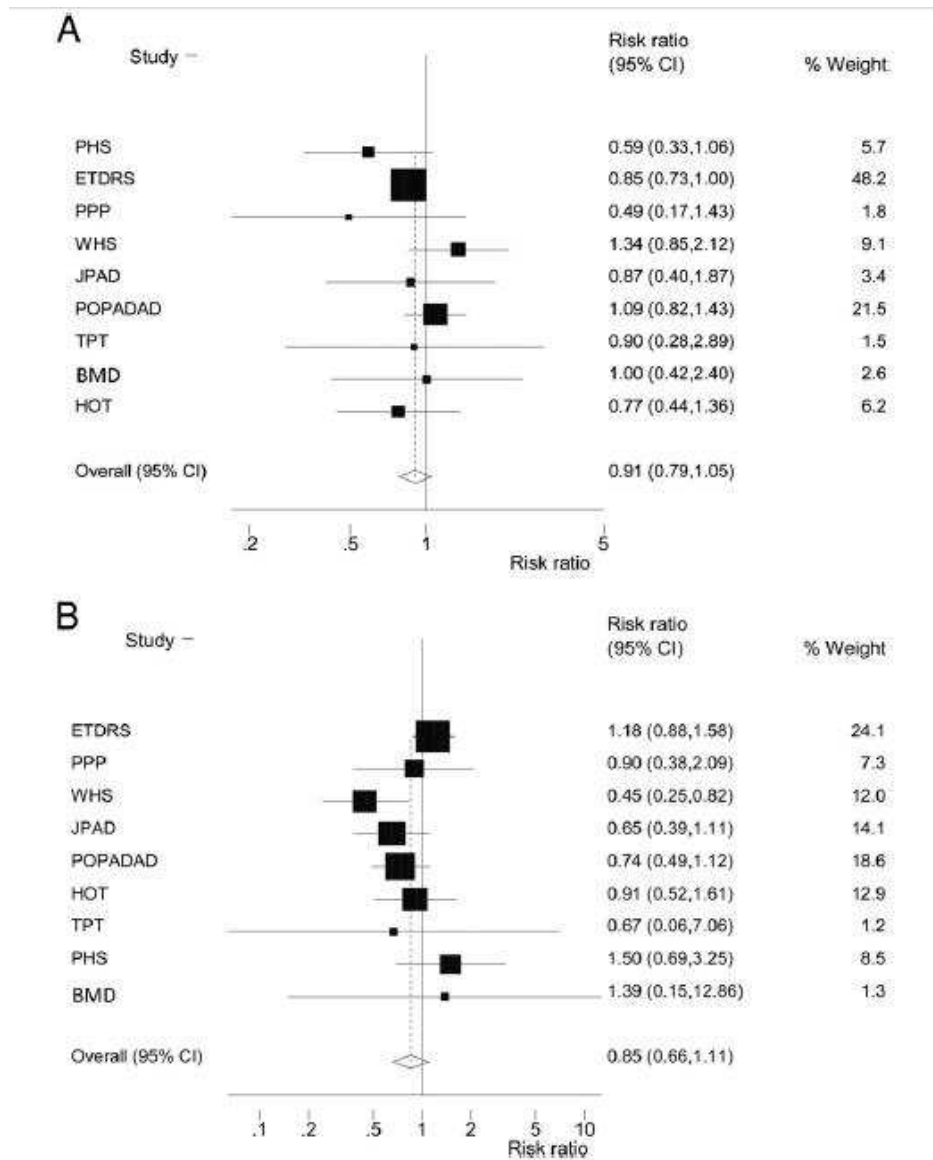 A
Study
Risk ratio
(95% CI)
% Weight
PHS 0.59 (0.33,1.06) 5.7
ETDRS 0.85 (0.73,1.00) 48.2
PPP 0.49 (0.17,1.43) 1.8
WHS 1.34 (0.85,2.12) 9.1
JPAD 0.87 (0.40,1.87) 3.4
POPADAD 1.09 (0.82,1.43) 21.5
TPT 0.90 (0.28,2.89) 1.5
BMD 1.00 (0.42,2.40) 2.6
HOT 0.77 (0.44,1.36) 6.2
Overall (95% CI) 0.91 (0.79,1.05)
.2 .5 1 5
Risk ratio
B
Study
Risk ratio
(95% CI)
% Weight
ETDRS 1.18 (0.88,1.58) 24.1
PPP 0.90 (0.38,2.09) 7.3
WHS 0.45 (0.25,0.82) 12.0
JPAD 0.65 (0.39,1.11) 14.1
POPADAD 0.74 (0.49,1.12) 18.6
HOT 0.91 (0.52,1.61) 12.9
TPT 0.67 (0.06,7.06) 1.2
PHS 1.50 (0.69,3.25) 8.5
BMD 1.39 (0.15,12.86) 1.3
Overall (95% CI) 0.85 (0.66,1.11)
.1 .2 .5 1 2 10
Risk ratio